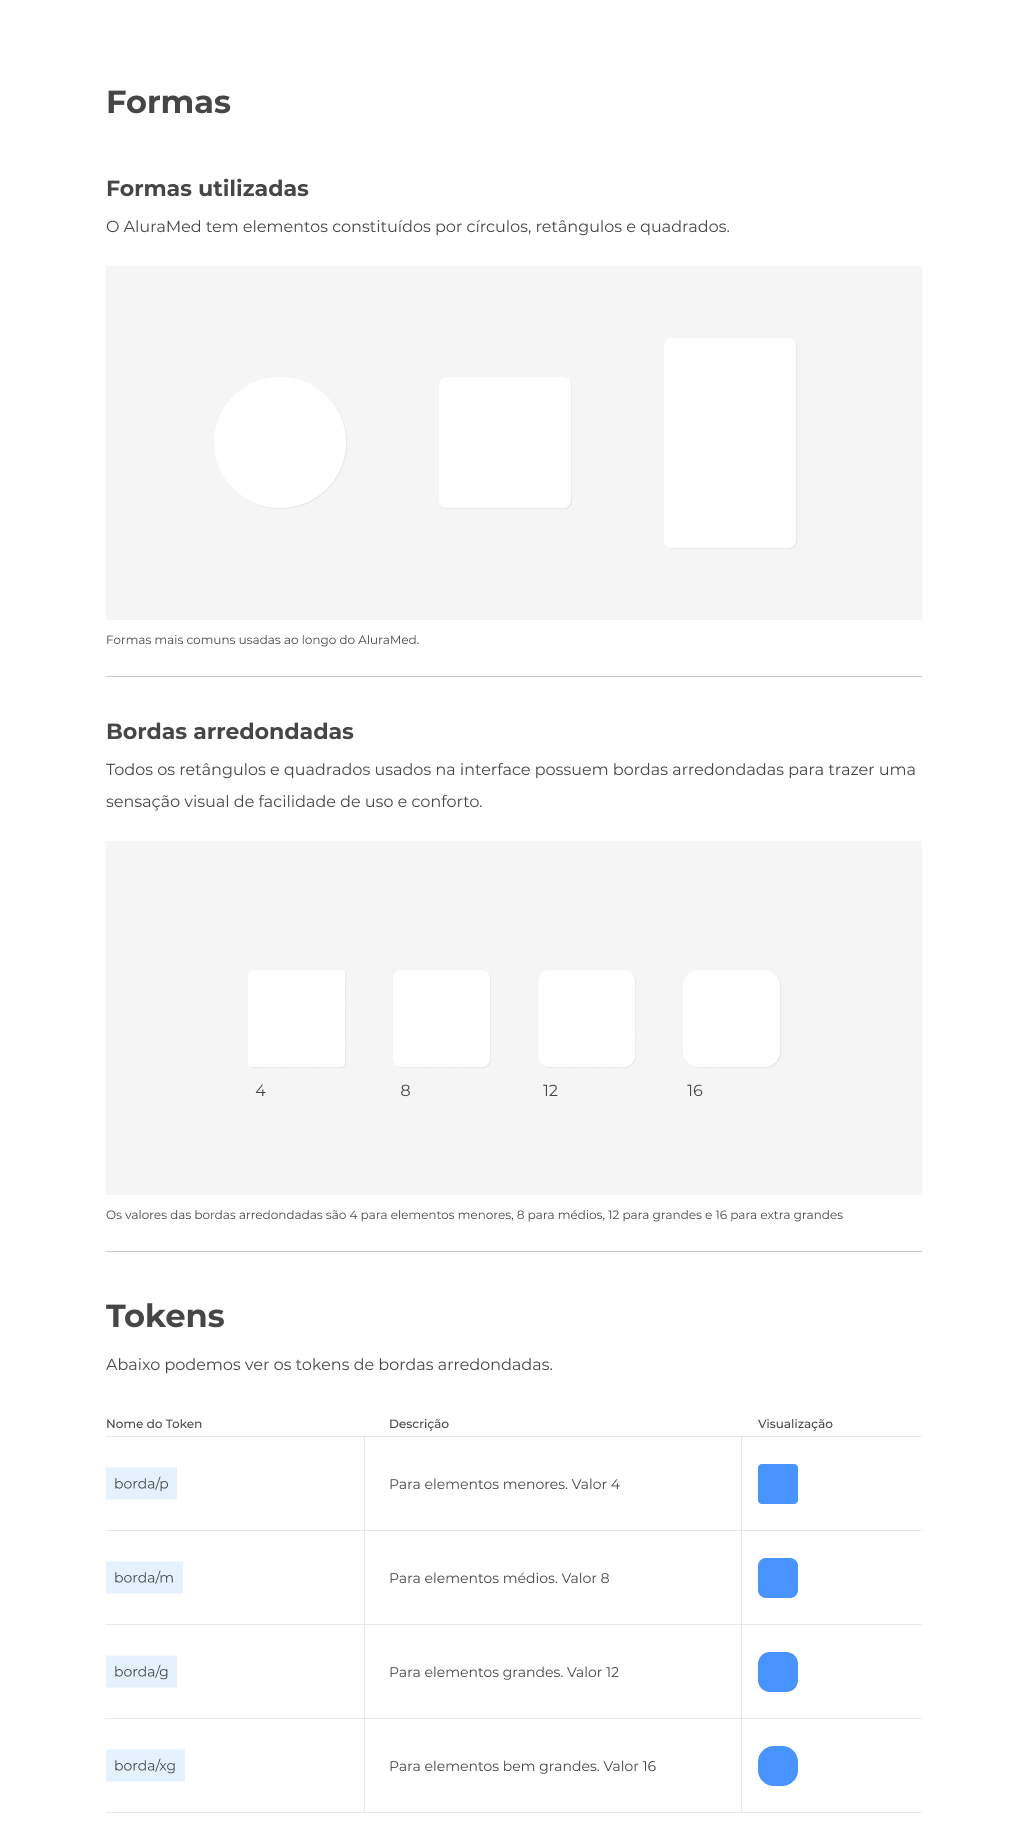 Formas
Formas utilizadas
O AluraMed tem elementos constituídos por círculos, retângulos e quadrados.
Formas mais comuns usadas ao longo do AluraMed.
Bordas arredondadas
Todos os retângulos e quadrados usados na interface possuem bordas arredondadas para trazer uma
sensação visual de facilidade de uso e conforto.
4 8 12 16
Os valores das bordas arredondadas são 4 para elementos menores, 8 para médios, 12 para grandes e 16 para extra grandes
Tokens
Abaixo podemos ver os tokens de bordas arredondadas.
Nome do Token Descrição Visualização
borda/p Para elementos menores. Valor 4
borda/m Para elementos médios. Valor 8
borda/g Para elementos grandes. Valor 12
borda/xg Para elementos bem grandes. Valor 16